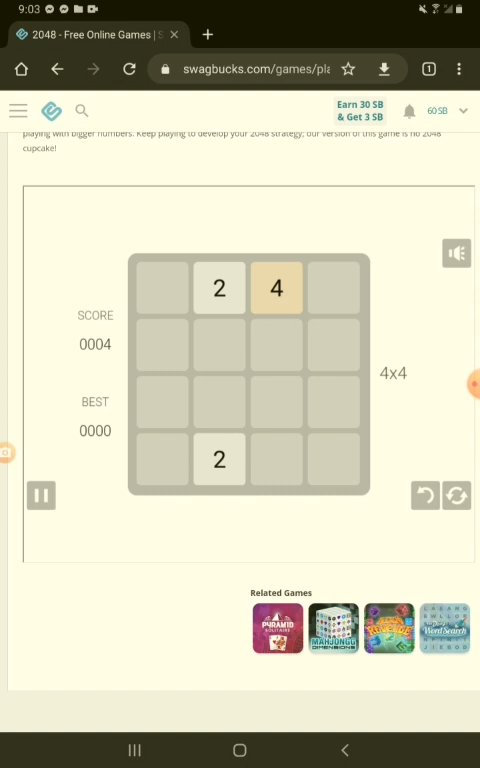 9:03
2048 - Free Online Games | S
swagbucks.com/games/pla
1
Earn 30 SB
& Get 3 SB
60 SB
playing with bigger numbers. Keep playing to develop your 2048 strategy; our version of this game is no 2048
cupcake!
2 4
SCORE
0004
4x4
BEST
0000
2
Related Games
PYRAMID
SOLITAIRE
MAHJONGG
DIMENSIONS
REVENGE
WordSearch